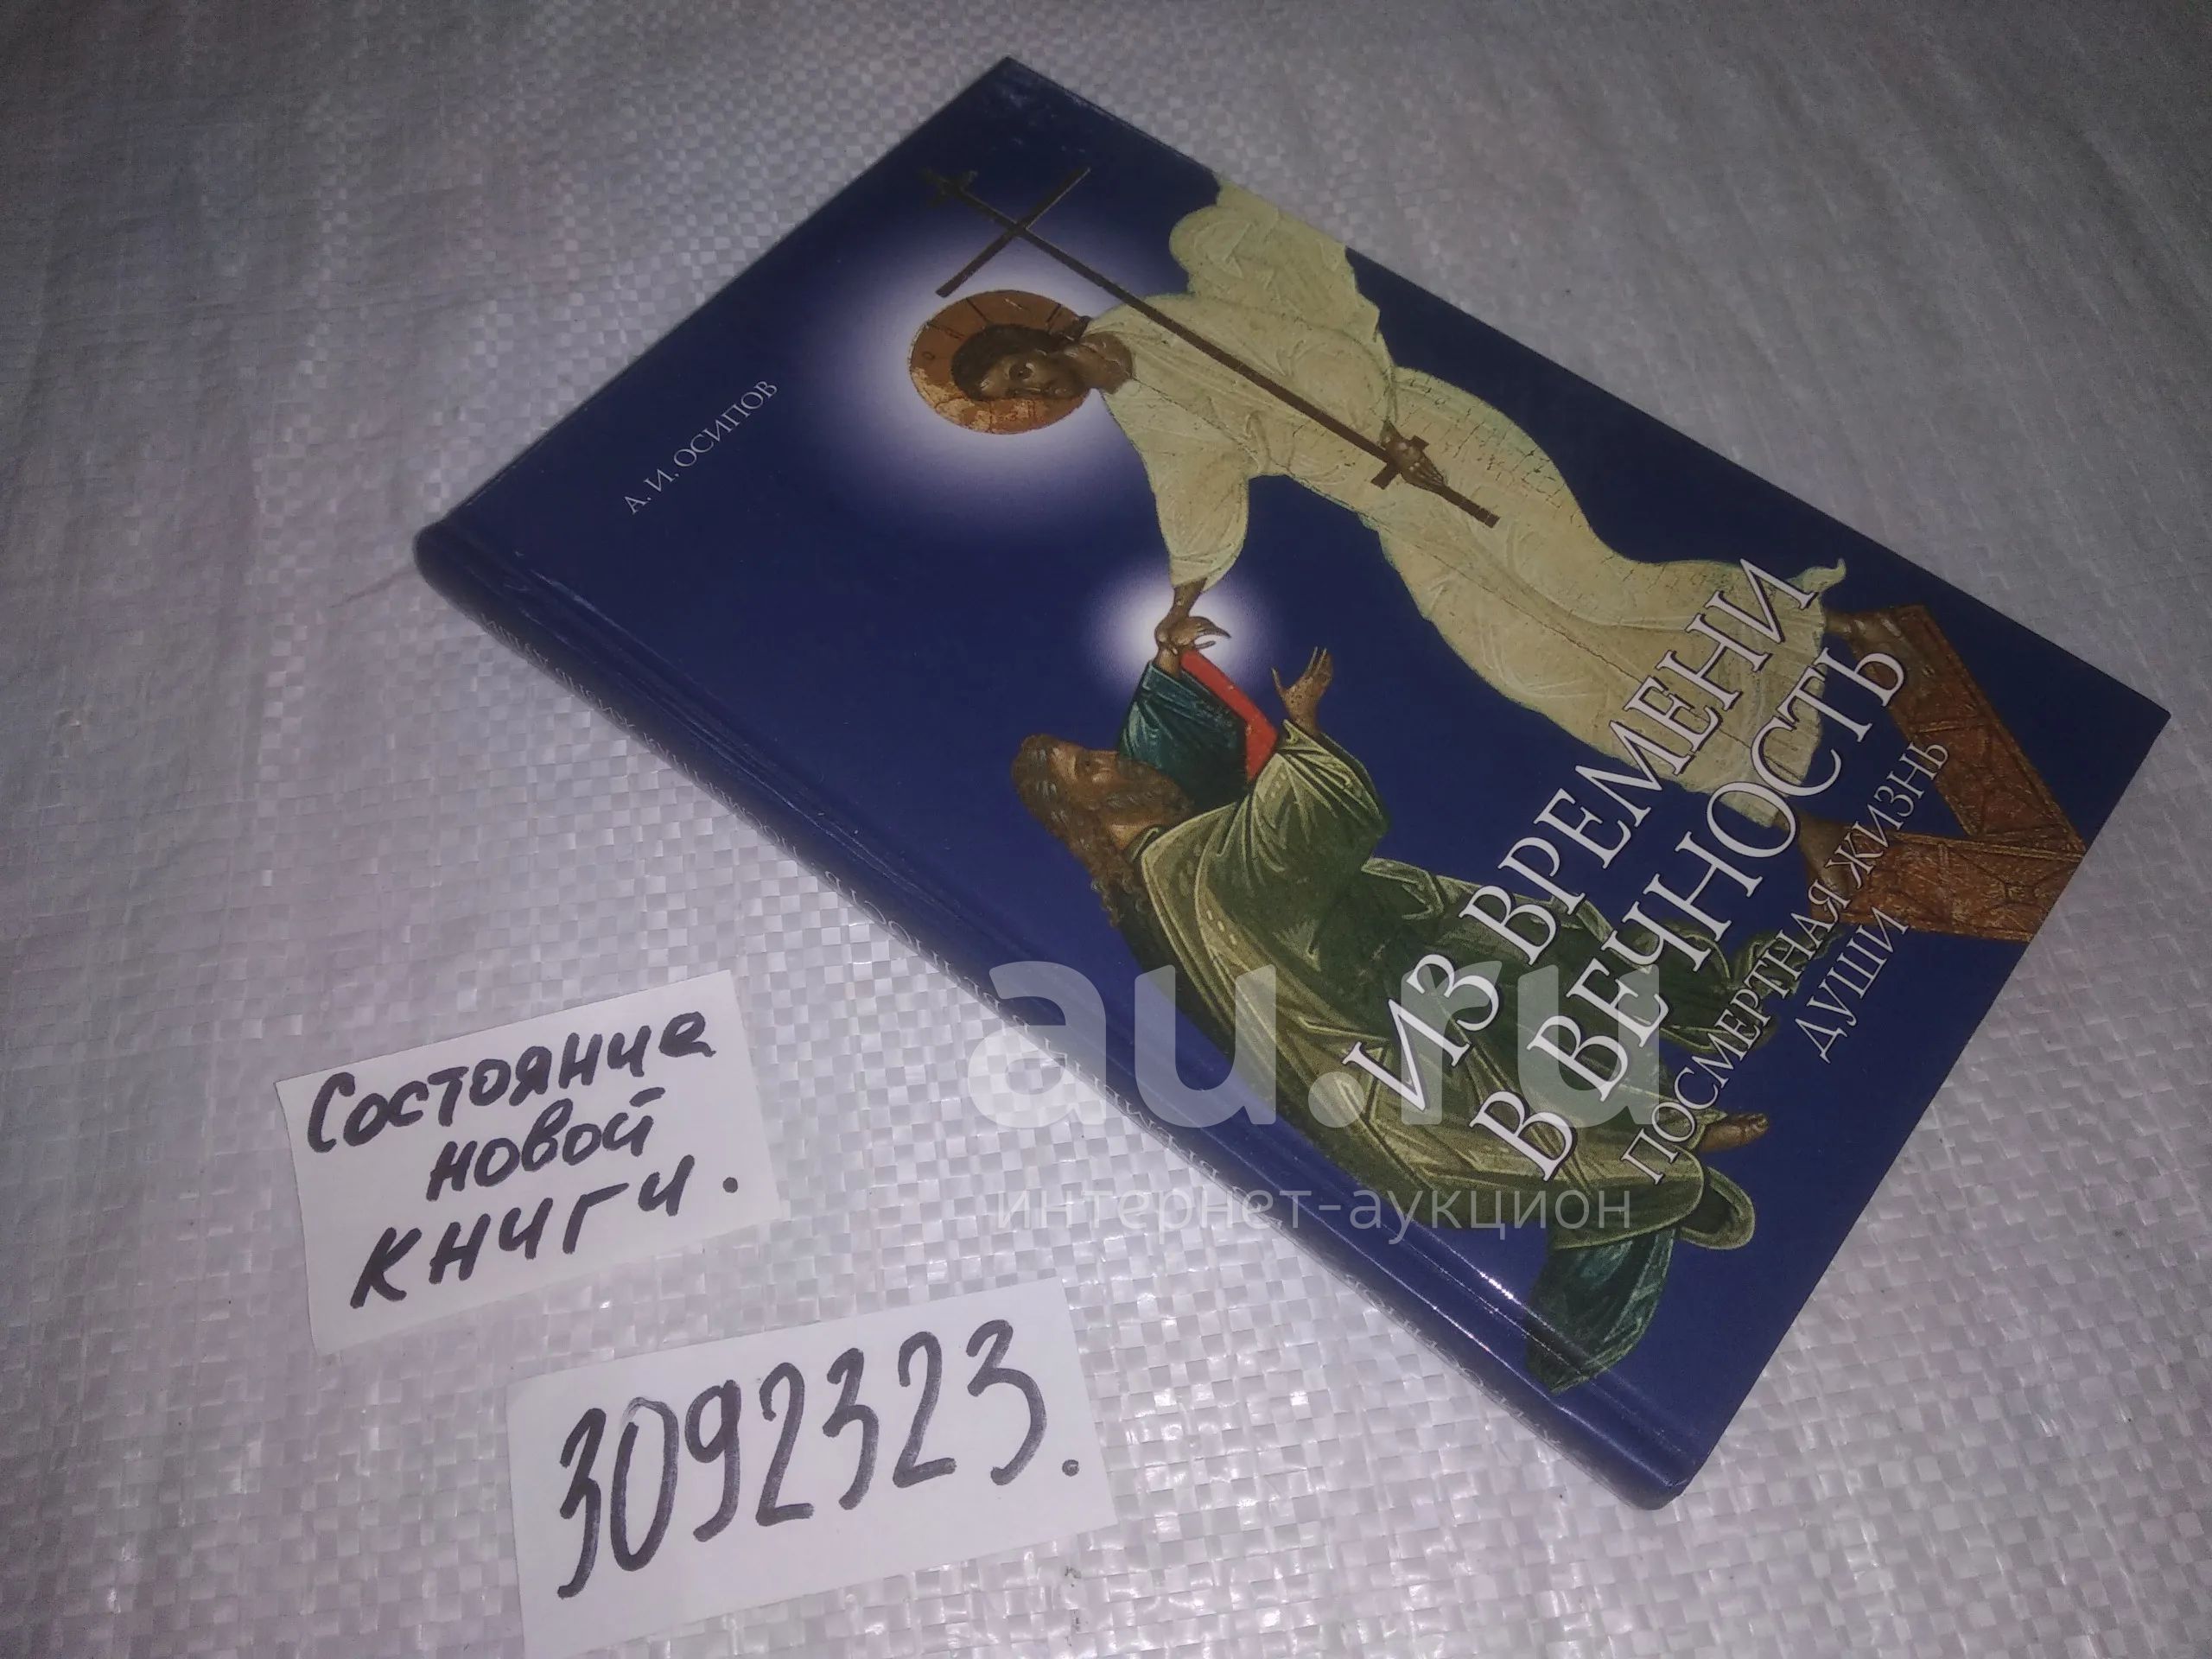 А. И. ОСИПОВ
ИЗ ВРЕМЕНИ
В ВЕЧНОСТЬ
ПОСМЕРТНАЯ ЖИЗНЬ
ДУШИ
au.ru
интернет-аукцион
Состояние
новой
книги.
3092323.